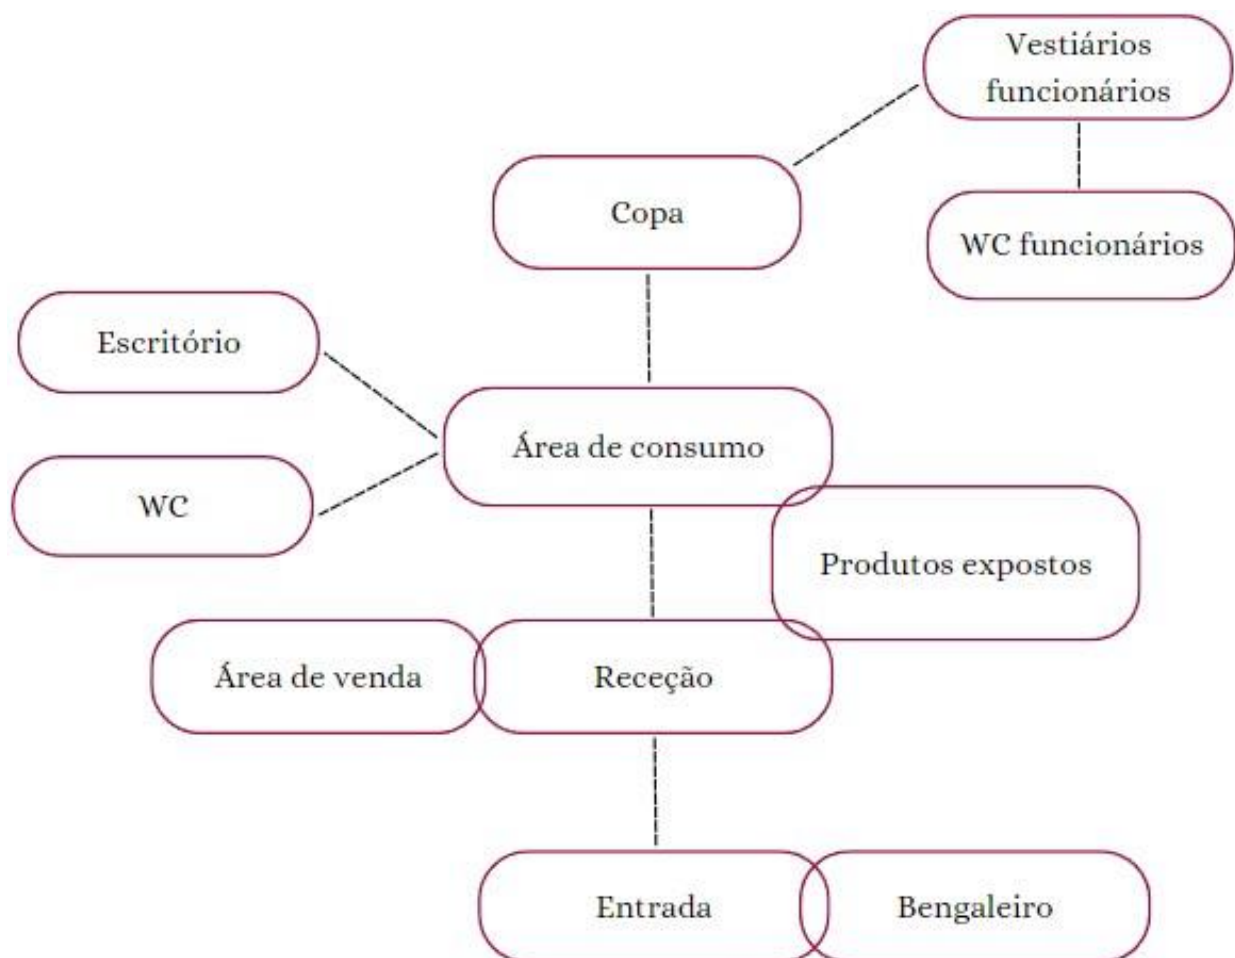 Vestiários
funcionários
Copa
WC funcionários
Escritório
Área de consumo
WC
Produtos expostos
Área de venda
Receção
Entrada
Bengaleiro